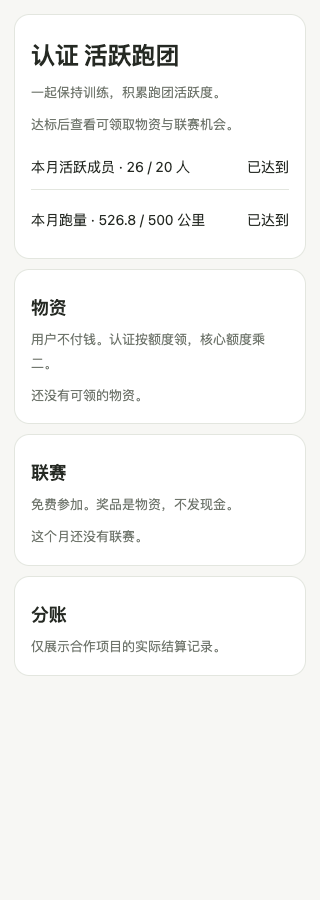 认证 活跃跑团
一起保持训练，积累跑团活跃度。
达标后查看可领取物资与联赛机会。
本月活跃成员 · 26 / 20 人 已达到
本月跑量 · 526.8 / 500 公里 已达到
物资
用户不付钱。认证按额度领，核心额度乘
二。
还没有可领的物资。
联赛
免费参加。奖品是物资，不发现金。
这个月还没有联赛。
分账
仅展示合作项目的实际结算记录。